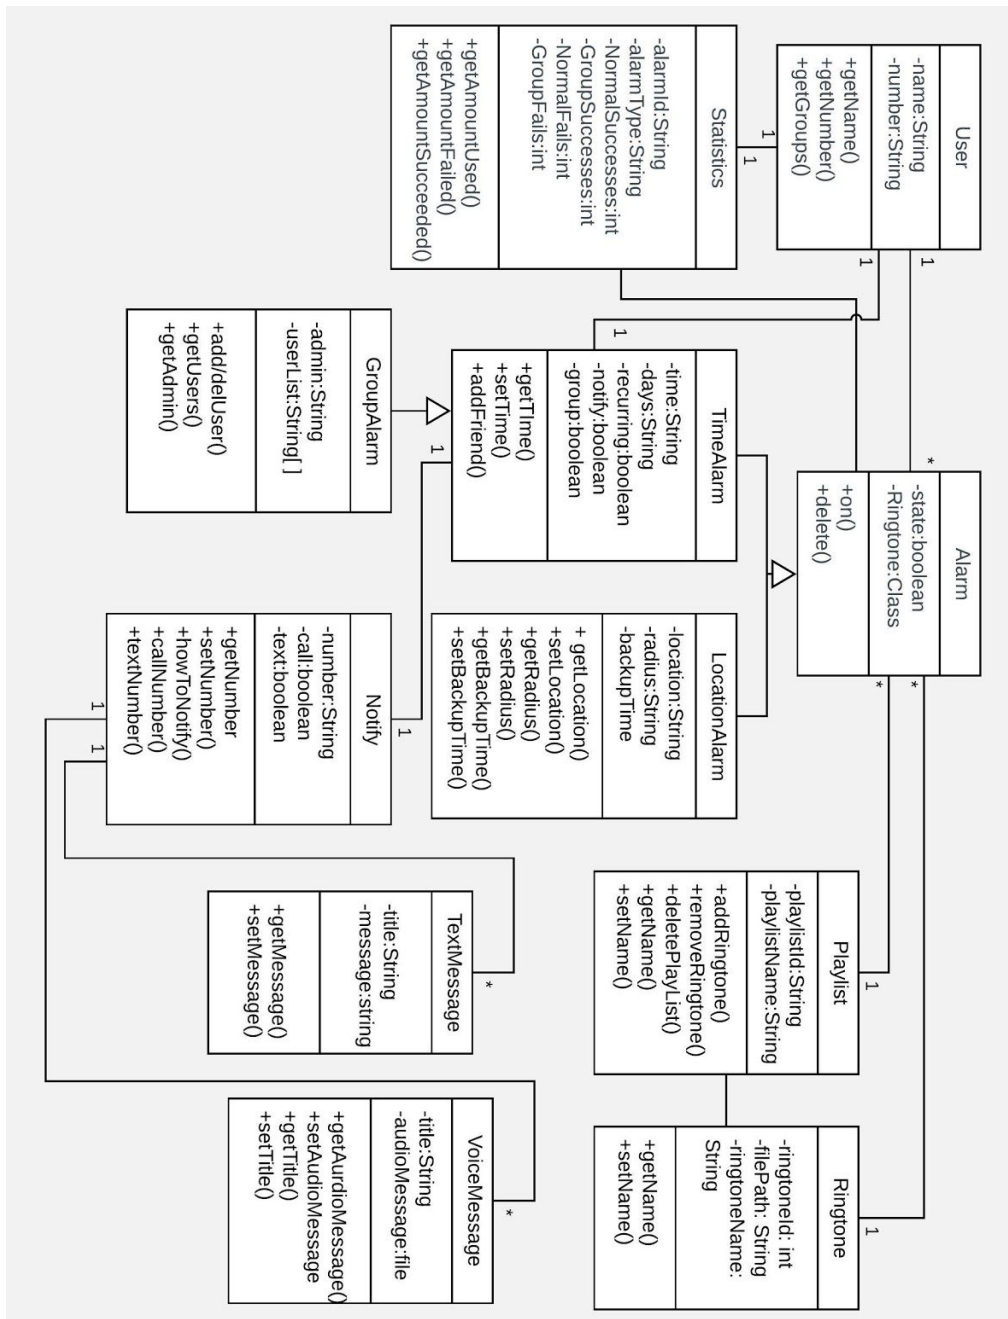 User
-name:String
-number:String
+getName()
+getNumber()
+getGroups()
1
1
1
1
Statistics
-alarmId:String
-alarmType:String
-NormalSuccesses:int
-GroupSuccesses:int
-NormalFails:int
-GroupFails:int
+getAmountUsed()
+getAmountFailed()
+getAmountSucceeded()
*
Alarm
-state:boolean
-Ringtone:Class
+on()
+delete()
*
*
1
TimeAlarm
-time:String
-days:String
-recurring:boolean
-notify:boolean
-group:boolean
+getTIme()
+setTime()
+addFriend()
1
LocationAlarm
-location:String
-radius:String
-backupTime
+ getLocation()
+setLocation()
+getRadius()
+setRadius()
+getBackupTime()
+setBackupTime()
GroupAlarm
-admin:String
-userList:String[ ]
+add/delUser()
+getUsers()
+getAdmin()
1
Notify
-number:String
-call:boolean
-text:boolean
+getNumber
+setNumber()
+howToNotify()
+callNumber()
+textNumber()
1
1
1
Playlist
-playlistId:String
-playlistName:String
+addRingtone()
+removeRingtone()
+deletePlayList()
+getName()
+setName()
1
Ringtone
-ringtoneId: int
-filePath: String
-ringtoneName:
String
+getName()
+setName()
*
TextMessage
-title:String
-message:string
+getMessage()
+setMessage()
*
VoiceMessage
-title:String
-audioMessage:file
+getAurdioMessage()
+setAudioMessage
+getTitle()
+setTitle()